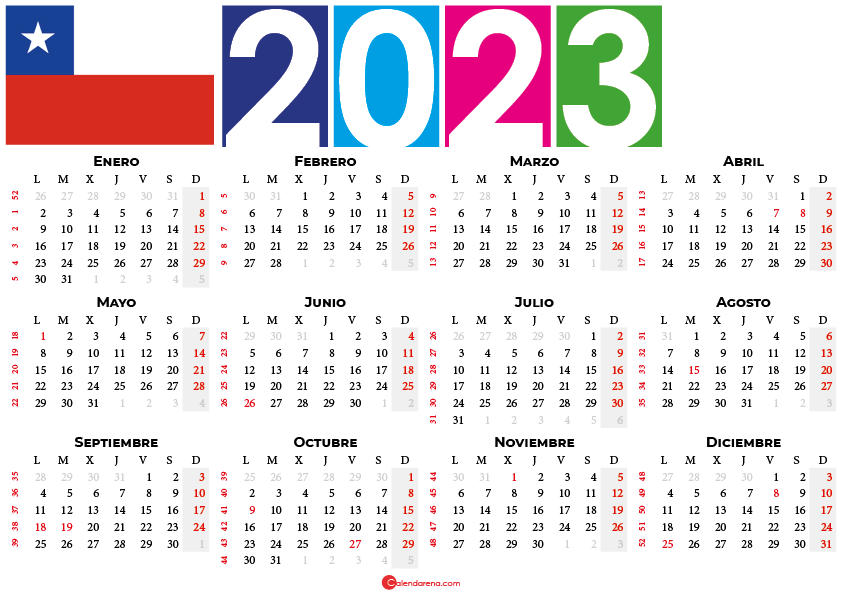 2023
ENERO FEBRERO MARZO ABRIL
L M X J V S D L M X J V S D L M X J V S D L M X J V S D
52 26 27 28 29 30 31 1 5 30 31 1 2 3 4 5 9 27 28 1 2 3 4 5 13 27 28 29 30 31 1 2
1 2 3 4 5 6 7 8 6 6 7 8 9 10 11 12 10 6 7 8 9 10 11 12 14 3 4 5 6 7 8 9
2 9 10 11 12 13 14 15 7 13 14 15 16 17 18 19 11 13 14 15 16 17 18 19 15 10 11 12 13 14 15 16
3 16 17 18 19 20 21 22 8 20 21 22 23 24 25 26 12 20 21 22 23 24 25 26 16 17 18 19 20 21 22 23
4 23 24 25 26 27 28 29 9 27 28 1 2 3 4 5 13 27 28 29 30 31 1 2 17 24 25 26 27 28 29 30
5 30 31 1 2 3 4 5
MAYO JUNIO JULIO AGOSTO
L M X J V S D L M X J V S D L M X J V S D L M X J V S D
18 1 2 3 4 5 6 7 22 29 30 31 1 2 3 4 26 26 27 28 29 30 1 2 31 31 1 2 3 4 5 6
19 8 9 10 11 12 13 14 23 5 6 7 8 9 10 11 27 3 4 5 6 7 8 9 32 7 8 9 10 11 12 13
20 15 16 17 18 19 20 21 24 12 13 14 15 16 17 18 28 10 11 12 13 14 15 16 33 14 15 16 17 18 19 20
21 22 23 24 25 26 27 28 25 19 20 21 22 23 24 25 29 17 18 19 20 21 22 23 34 21 22 23 24 25 26 27
22 29 30 31 1 2 3 4 26 26 27 28 29 30 1 2 30 24 25 26 27 28 29 30 35 28 29 30 31 1 2 3
31 31 1 2 3 4 5 6
SEPTIEMBRE OCTUBRE NOVIEMBRE DICIEMBRE
L M X J V S D L M X J V S D L M X J V S D L M X J V S D
35 28 29 30 31 1 2 3 39 25 26 27 28 29 30 1 44 30 31 1 2 3 4 5 48 27 28 29 30 1 2 3
36 4 5 6 7 8 9 10 40 2 3 4 5 6 7 8 45 6 7 8 9 10 11 12 49 4 5 6 7 8 9 10
37 11 12 13 14 15 16 17 41 9 10 11 12 13 14 15 46 13 14 15 16 17 18 19 50 11 12 13 14 15 16 17
38 18 19 20 21 22 23 24 42 16 17 18 19 20 21 22 47 20 21 22 23 24 25 26 51 18 19 20 21 22 23 24
39 25 26 27 28 29 30 1 43 23 24 25 26 27 28 29 48 27 28 29 30 1 2 3 52 25 26 27 28 29 30 31
44 30 31 1 2 3 4 5
Calendarena.com